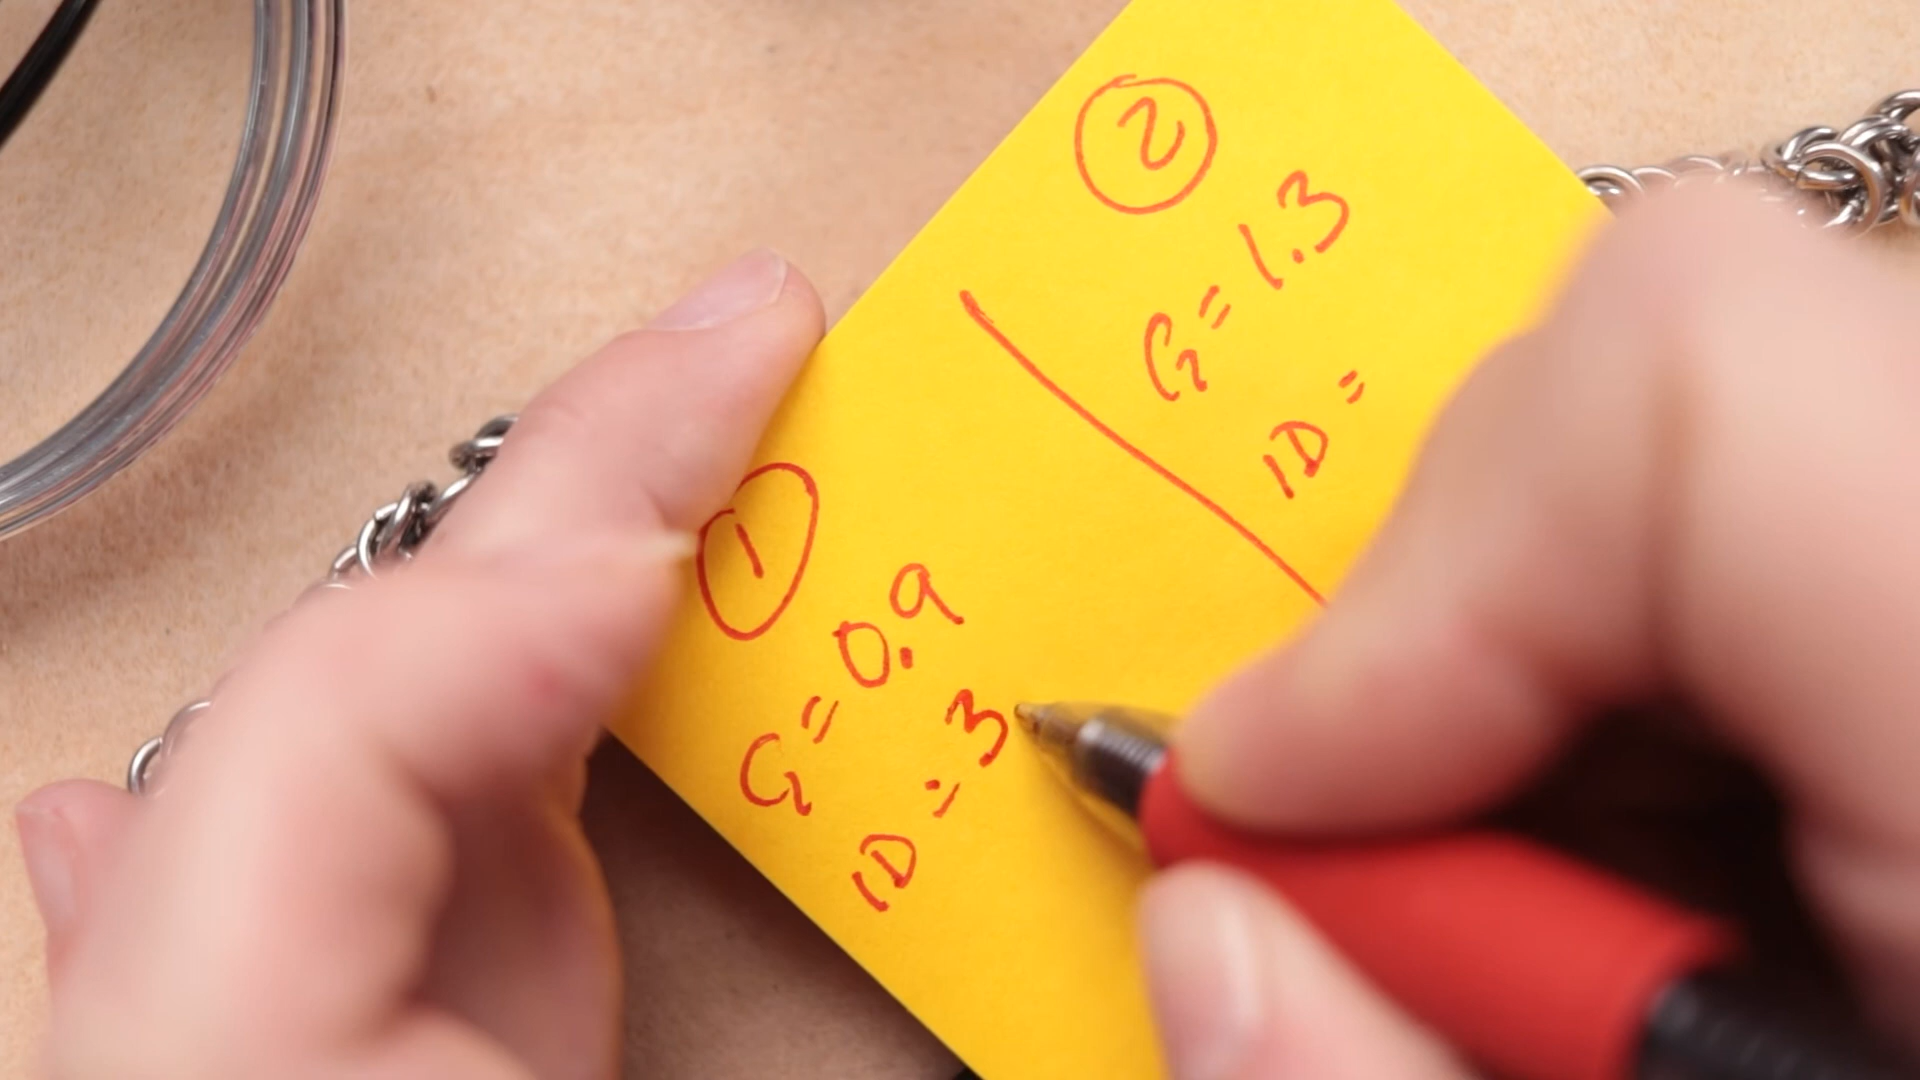 1
G = 0.9
ID = 3
2
G = 1.3
ID =